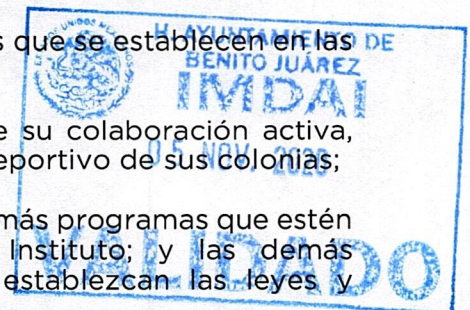 s que se establecen en las
H. AYUNTAMIENTO DE
BENITO JUÁREZ
IMDAI
e su colaboración activa,
eportivo de sus colonias;
05 NOV. 2020
más programas que estén
Instituto; y las demás
establezcan las leyes y
VALIDADO